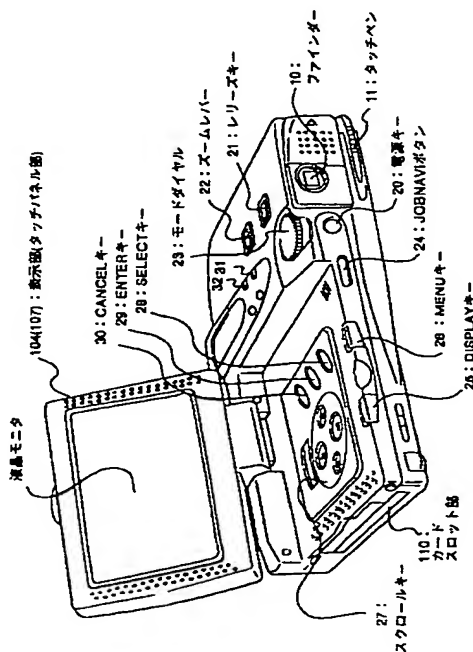 液晶モニタ
104(107)：表示部(タッチパネル部)
30：CANCELキー
29：ENTERキー
28：SELECTキー
32 31
23：モードダイヤル
22：ズームレバー
21：レリーズキー
10：
ファインダー
11：タッチペン
20：電源キー
24：JOBNAVIボタン
MENUキー
DISPLAYキー
110：
カード
スロット部
27：
スクロールキー